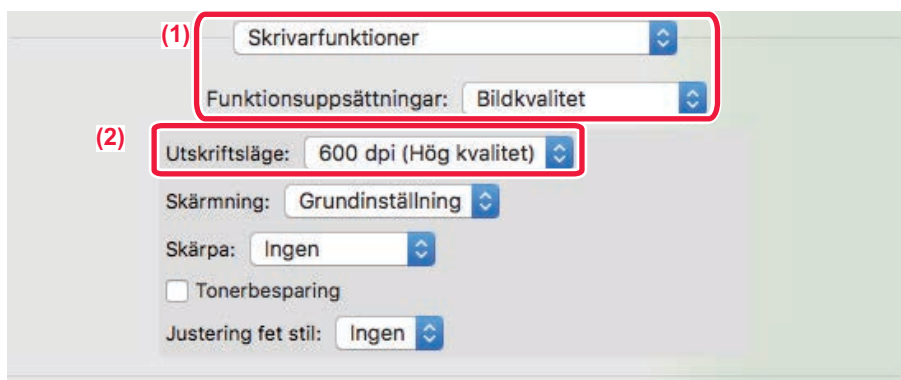 (1) Skrivarfunktioner
Funktionsuppsättningar: Bildkvalitet
(2) Utskriftsläge: 600 dpi (Hög kvalitet)
Skärmning: Grundinställning
Skärpa: Ingen
Tonerbesparing
Justering fet stil: Ingen